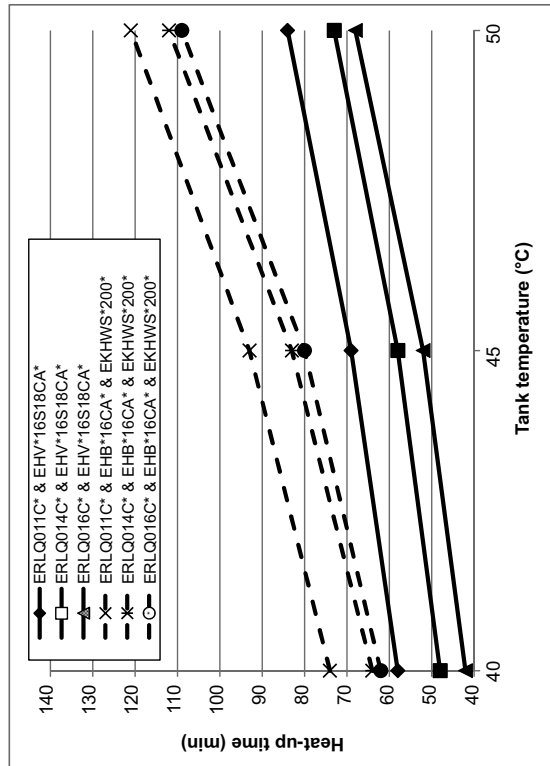 ERLQ011C* & EHV*16S18CA*
ERLQ014C* & EHV*16S18CA*
ERLQ016C* & EHV*16S18CA*
ERLQ011C* & EHB*16CA* & EKHWS*200*
ERLQ014C* & EHB*16CA* & EKHWS*200*
ERLQ016C* & EHB*16CA* & EKHWS*200*
Heat-up time (min)
140
130
120
110
100
90
80
70
60
50
40
40
45
50
Tank temperature (°C)